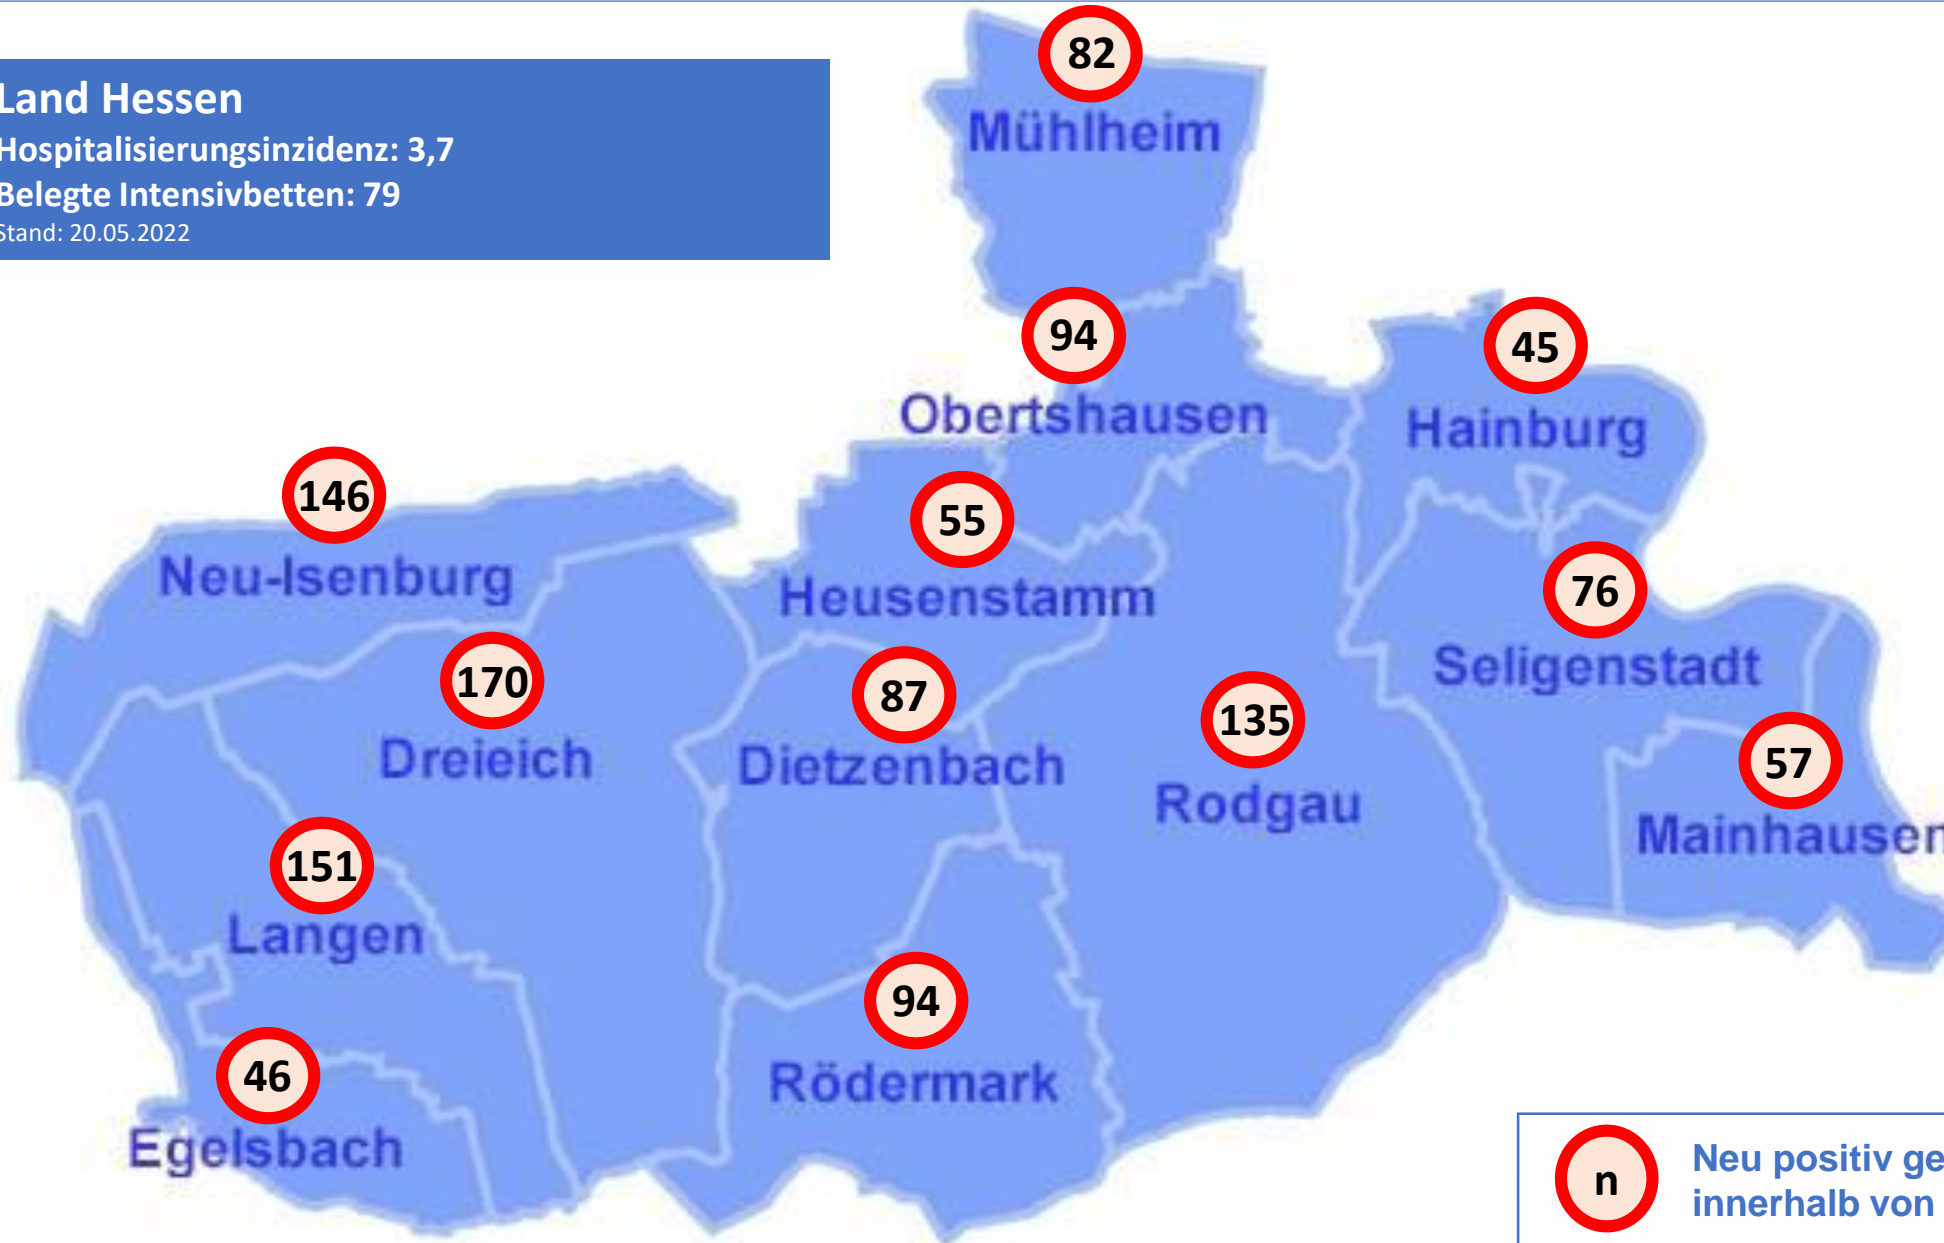 Land Hessen
Hospitalisierungsinzidenz: 3,7
Belegte Intensivbetten: 79
Stand: 20.05.2022
82
Mühlheim
94
Obertshausen
45
Hainburg
146
Neu-Isenburg
55
Heusenstamm
76
Seligenstadt
170
Dreieich
87
Dietzenbach
135
Rodgau
57
Mainhausen
151
Langen
94
Rödermark
46
Egelsbach
n
Neu positiv ge
innerhalb von